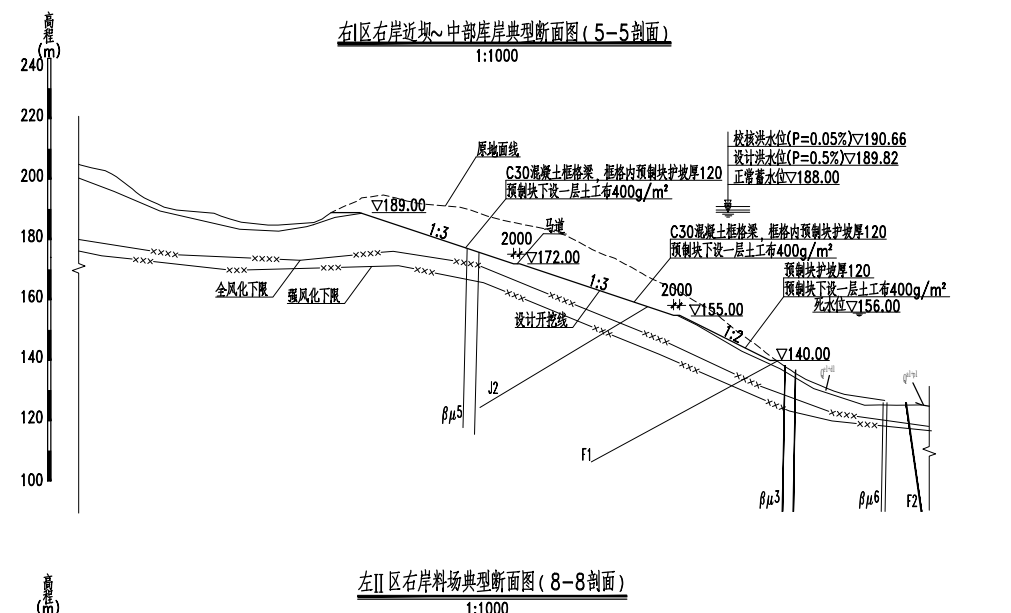 高程
(m)
右I区右岸近坝~中部库岸典型断面图(5-5剖面)
1:1000
240
220
200
180
160
140
120
100
原地面线
校核洪水位(P=0.05%)▽190.66
设计洪水位(P=0.5%)▽189.82
正常蓄水位▽188.00
C30混凝土框格梁，框格内预制块护坡厚120
预制块下设一层土工布400g/m²
▽189.00
1:3
马道
2000
▽172.00
C30混凝土框格梁，框格内预制块护坡厚120
预制块下设一层土工布400g/m²
预制块护坡厚120
预制块下设一层土工布400g/m²
死水位▽156.00
全风化下限
强风化下限
设计开挖线
1:3
2000
▽155.00
1:2
▽140.00
J2
βμ5
F1
βμ3
βμ6
F2
高程
(m)
左II区右岸料场典型断面图(8-8剖面)
1:1000